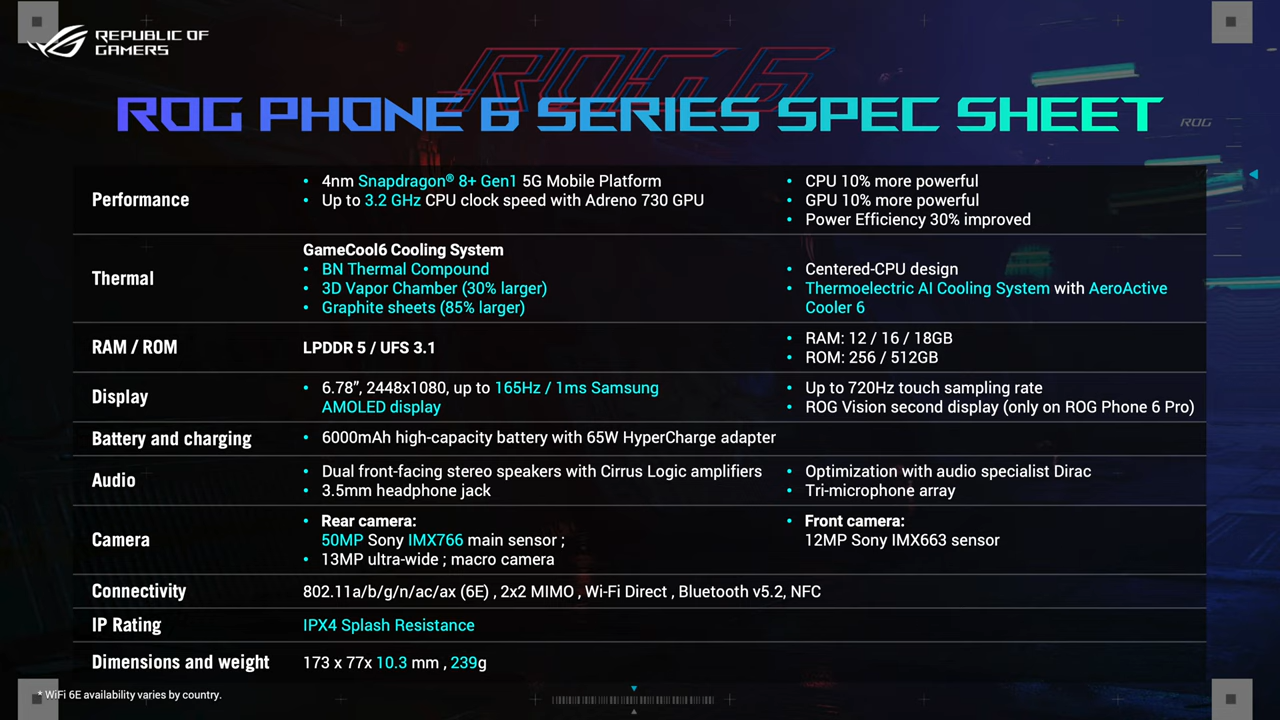 REPUBLIC OF
GAMERS
ROG 6
ROG PHONE 6 SERIES SPEC SHEET
ROG
Performance
• 4nm Snapdragon® 8+ Gen1 5G Mobile Platform
• Up to 3.2 GHz CPU clock speed with Adreno 730 GPU
• CPU 10% more powerful
• GPU 10% more powerful
• Power Efficiency 30% improved
Thermal
GameCool6 Cooling System
• BN Thermal Compound
• 3D Vapor Chamber (30% larger)
• Graphite sheets (85% larger)
• Centered-CPU design
• Thermoelectric AI Cooling System with AeroActive
Cooler 6
RAM / ROM
LPDDR 5 / UFS 3.1
• RAM: 12 / 16 / 18GB
• ROM: 256 / 512GB
Display
• 6.78”, 2448x1080, up to 165Hz / 1ms Samsung
AMOLED display
• Up to 720Hz touch sampling rate
• ROG Vision second display (only on ROG Phone 6 Pro)
Battery and charging
• 6000mAh high-capacity battery with 65W HyperCharge adapter
Audio
• Dual front-facing stereo speakers with Cirrus Logic amplifiers
• 3.5mm headphone jack
• Optimization with audio specialist Dirac
• Tri-microphone array
Camera
• Rear camera:
50MP Sony IMX766 main sensor ;
• 13MP ultra-wide ; macro camera
• Front camera:
12MP Sony IMX663 sensor
Connectivity
802.11a/b/g/n/ac/ax (6E) , 2x2 MIMO , Wi-Fi Direct , Bluetooth v5.2, NFC
IP Rating
IPX4 Splash Resistance
Dimensions and weight
173 x 77x 10.3 mm , 239g
* WiFi 6E availability varies by country.